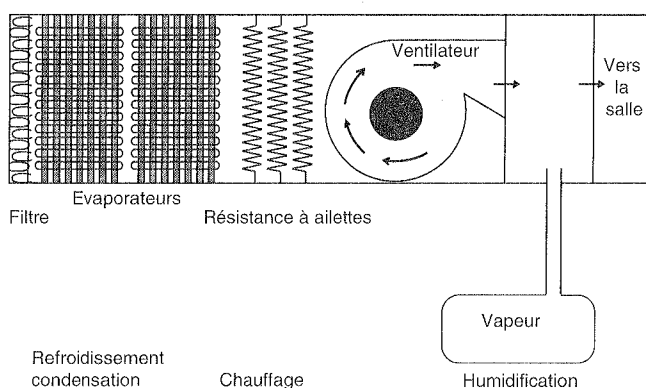 Ventilateur
Vers
la
salle
Evaporateurs
Filtre
Résistance à ailettes
Vapeur
Refroidissement
condensation
Chauffage
Humidification